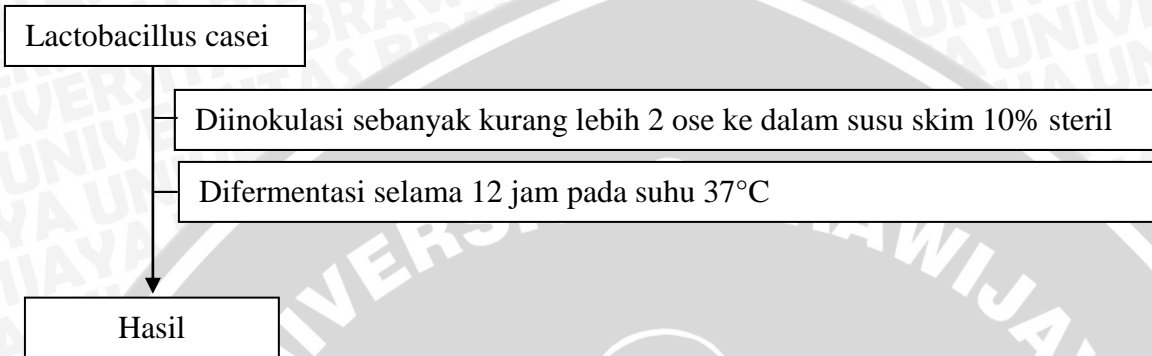 Lactobacillus casei
Diinokulasi sebanyak kurang lebih 2 ose ke dalam susu skim 10% steril
Difermentasi selama 12 jam pada suhu 37°C
Hasil